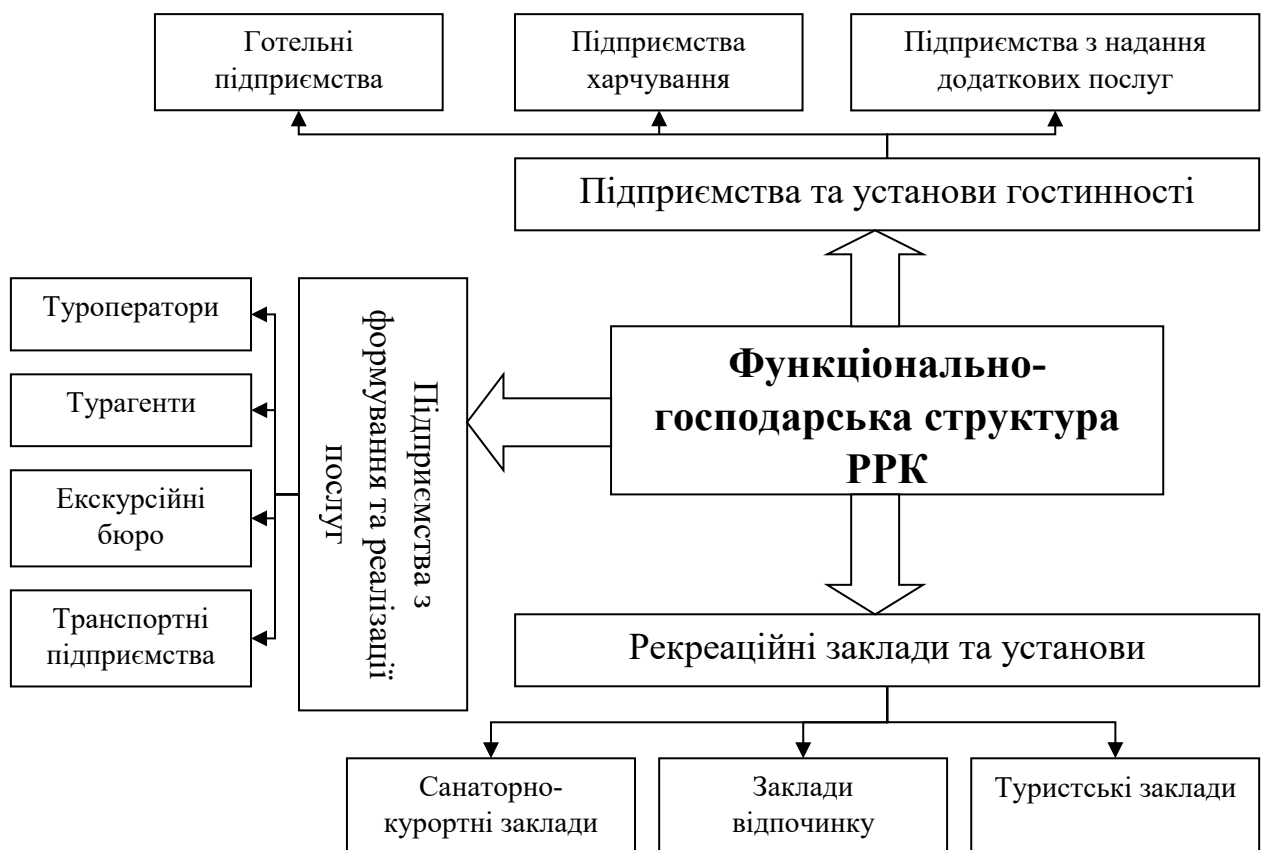 Готельні
підприємства
Підприємства
харчування
Підприємства з надання
додаткових послуг
Підприємства та установи гостинності
Туроператори
Турагенти
Екскурсійні
бюро
Транспортні
підприємства
Підприємства з
формування та реалізації
послуг
Функціонально-
господарська структура
РРК
Рекреаційні заклади та установи
Санаторно-
курортні заклади
Заклади
відпочинку
Туристські заклади